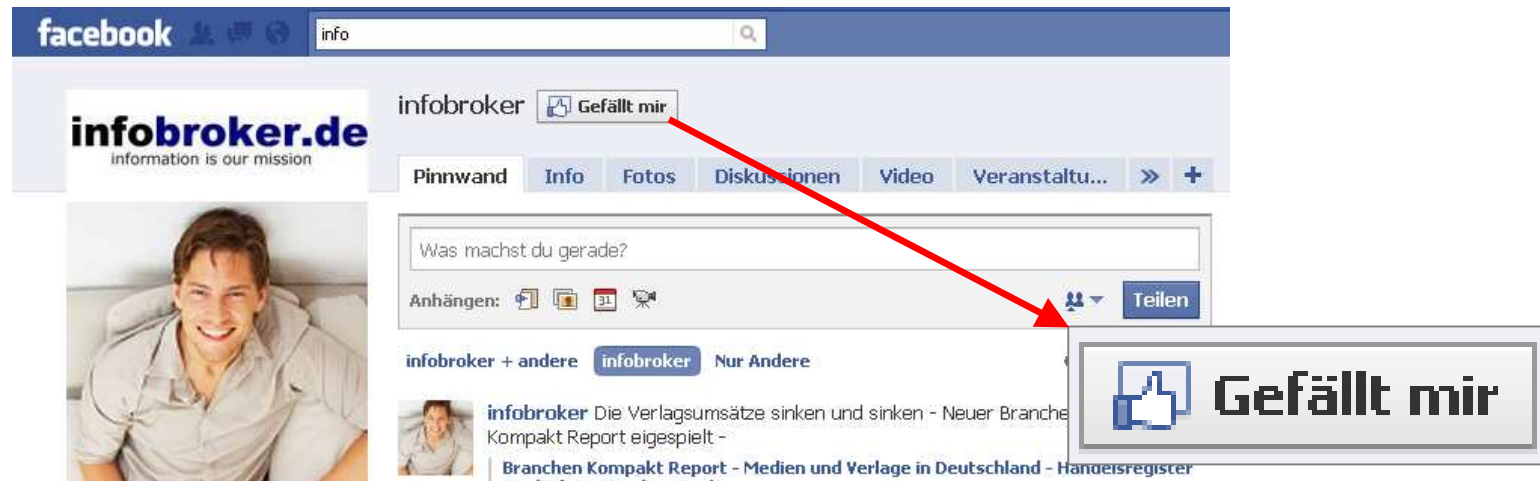 facebook
info
infobroker.de
information is our mission
infobroker Gefällt mir
Pinnwand Info Fotos Diskussionen Video Veranstaltu... » +
Was machst du gerade?
Anhängen: 31
Teilen
infobroker + andere infobroker Nur Andere
Gefällt mir
infobroker Die Verlagsumsätze sinken und sinken - Neuer Branche
Kompakt Report eigespielt -
Branchen Kompakt Report - Medien und Verlage in Deutschland - Handelsregister